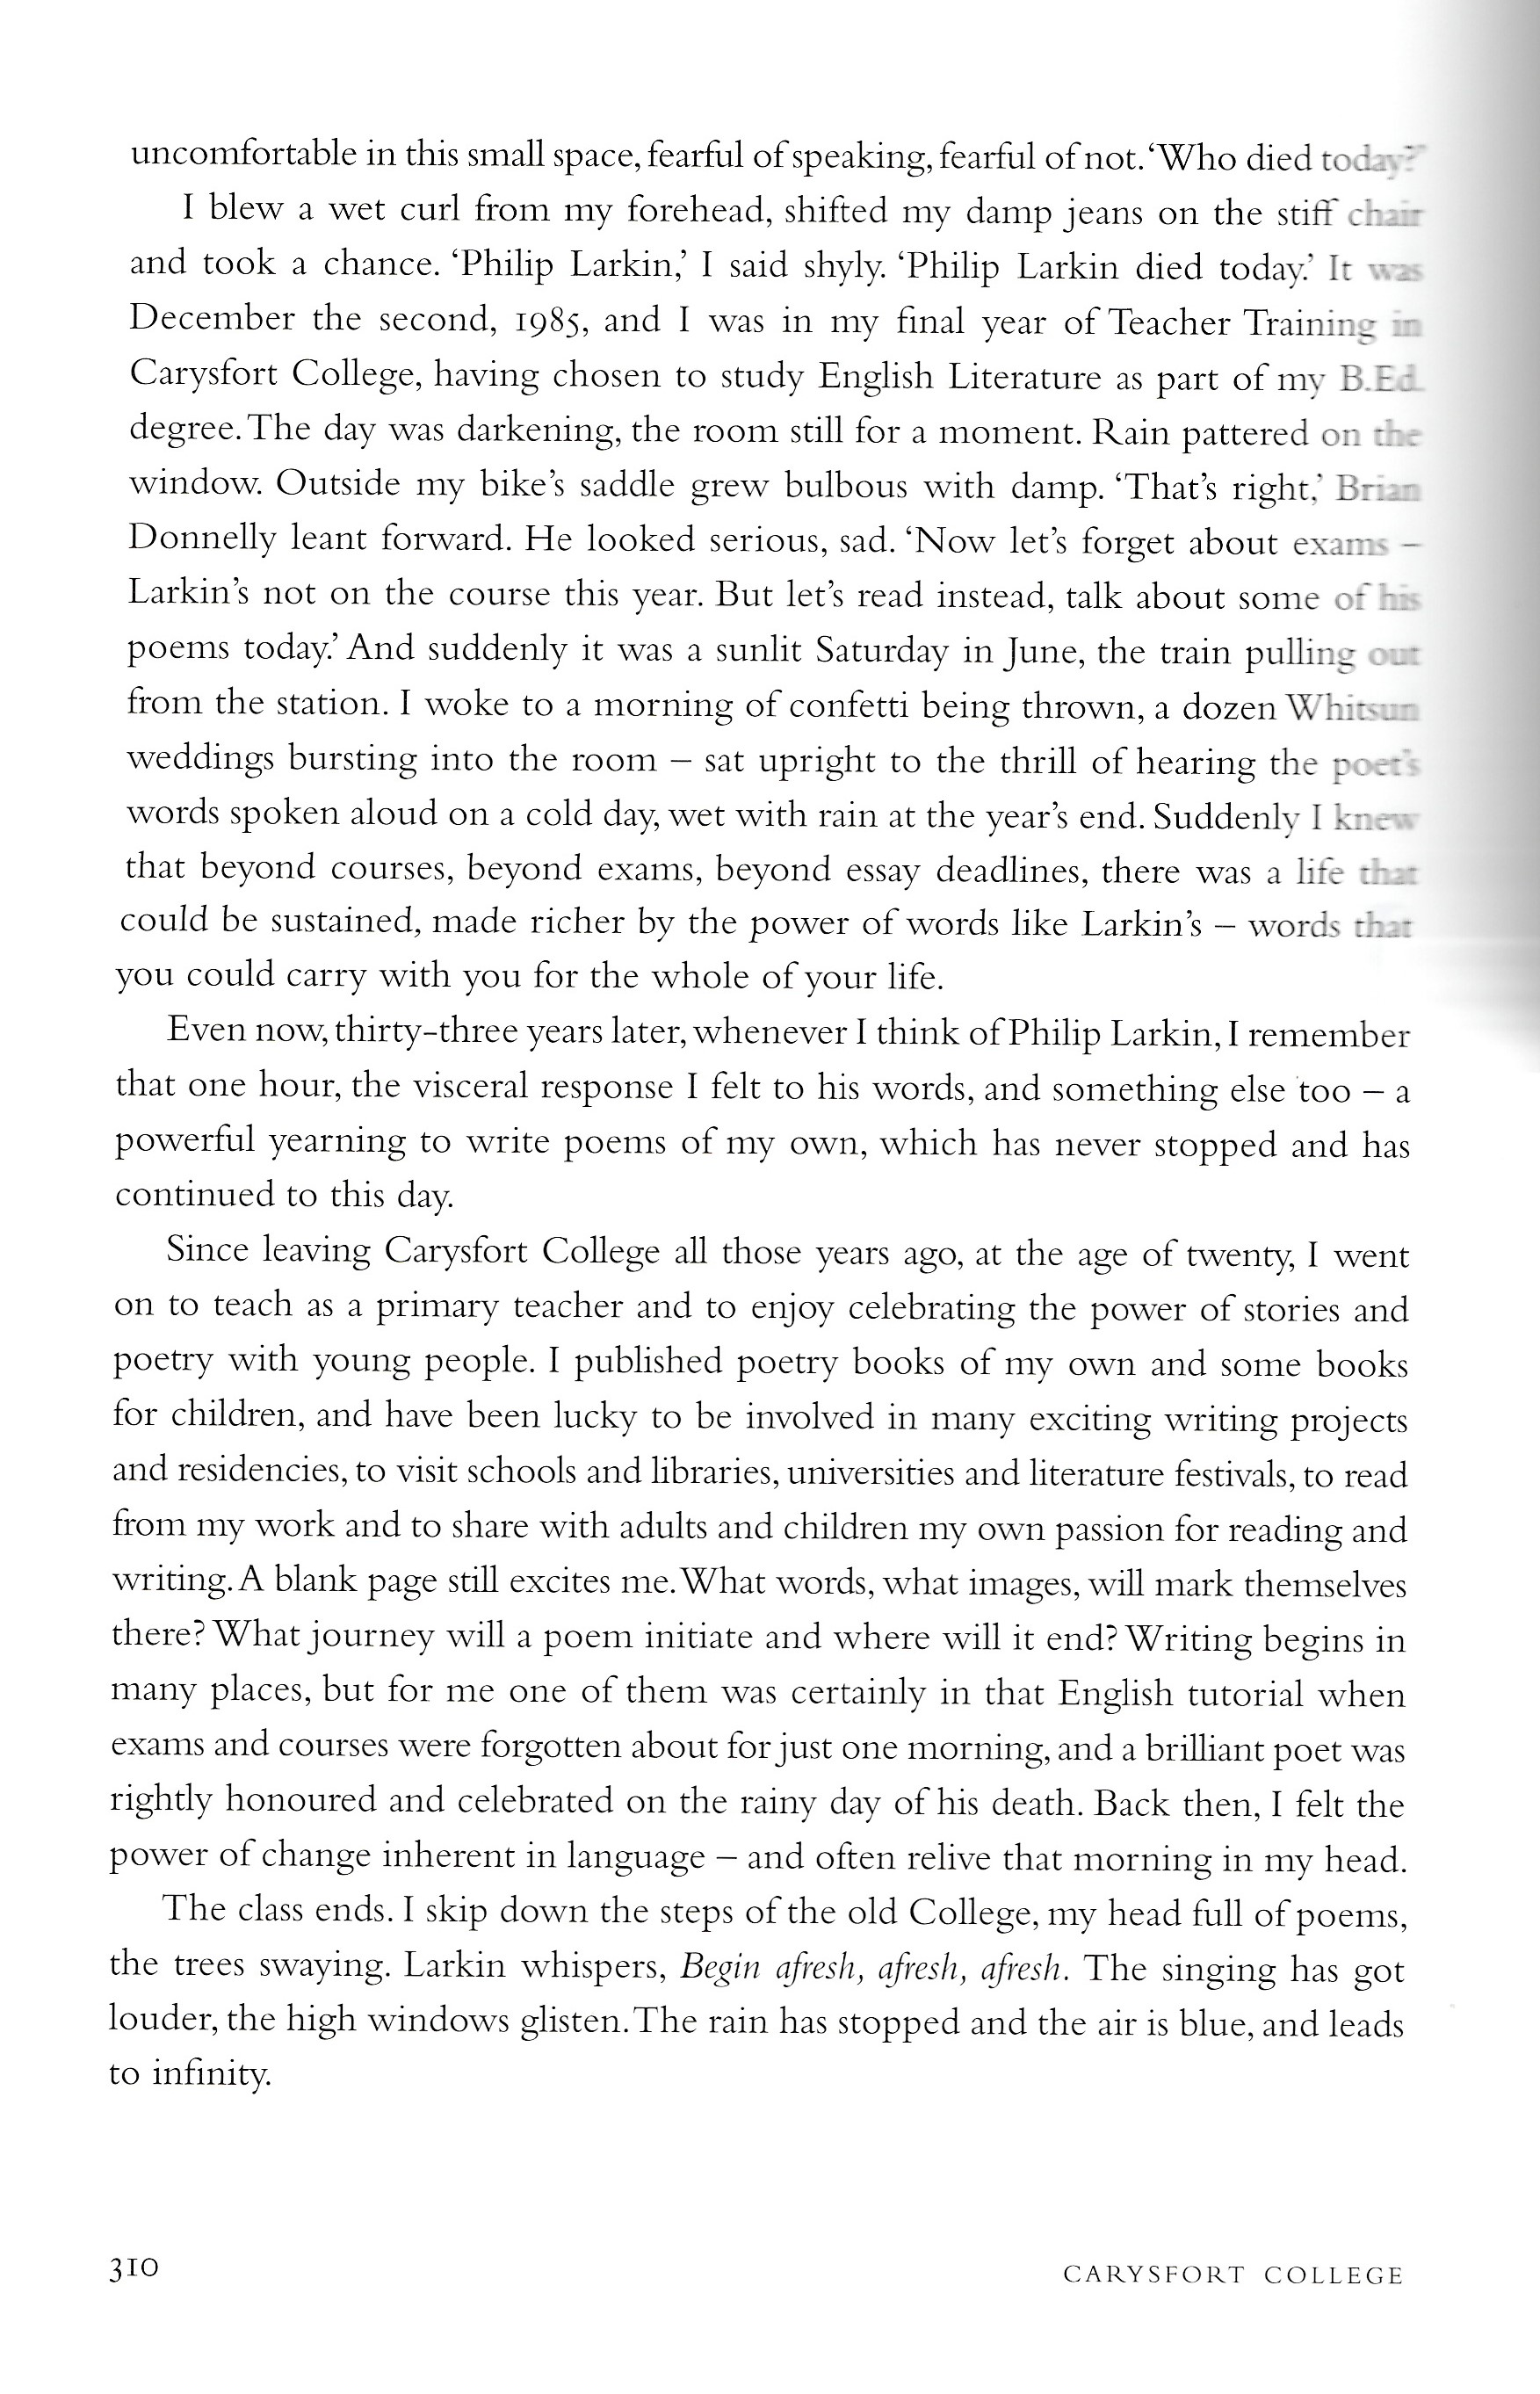 uncomfortable in this small space, fearful of speaking, fearful of not. ‘Who died today?’
I blew a wet curl from my forehead, shifted my damp jeans on the stiff chair
and took a chance. ‘Philip Larkin,’ I said shyly. ‘Philip Larkin died today.’ It was
December the second, 1985, and I was in my final year of Teacher Training in
Carysfort College, having chosen to study English Literature as part of my B.Ed.
degree. The day was darkening, the room still for a moment. Rain pattered on the
window. Outside my bike’s saddle grew bulbous with damp. ‘That’s right,’ Brian
Donnelly leant forward. He looked serious, sad. ‘Now let’s forget about exams –
Larkin’s not on the course this year. But let’s read instead, talk about some of his
poems today.’ And suddenly it was a sunlit Saturday in June, the train pulling out
from the station. I woke to a morning of confetti being thrown, a dozen Whitsun
weddings bursting into the room – sat upright to the thrill of hearing the poet’s
words spoken aloud on a cold day, wet with rain at the year’s end. Suddenly I knew
that beyond courses, beyond exams, beyond essay deadlines, there was a life that
could be sustained, made richer by the power of words like Larkin’s – words that
you could carry with you for the whole of your life.
Even now, thirty-three years later, whenever I think of Philip Larkin, I remember
that one hour, the visceral response I felt to his words, and something else too – a
powerful yearning to write poems of my own, which has never stopped and has
continued to this day.
Since leaving Carysfort College all those years ago, at the age of twenty, I went
on to teach as a primary teacher and to enjoy celebrating the power of stories and
poetry with young people. I published poetry books of my own and some books
for children, and have been lucky to be involved in many exciting writing projects
and residencies, to visit schools and libraries, universities and literature festivals, to read
from my work and to share with adults and children my own passion for reading and
writing. A blank page still excites me. What words, what images, will mark themselves
there? What journey will a poem initiate and where will it end? Writing begins in
many places, but for me one of them was certainly in that English tutorial when
exams and courses were forgotten about for just one morning, and a brilliant poet was
rightly honoured and celebrated on the rainy day of his death. Back then, I felt the
power of change inherent in language – and often relive that morning in my head.
The class ends. I skip down the steps of the old College, my head full of poems,
the trees swaying. Larkin whispers, Begin afresh, afresh, afresh. The singing has got
louder, the high windows glisten. The rain has stopped and the air is blue, and leads
to infinity.
310
CARYSFORT COLLEGE